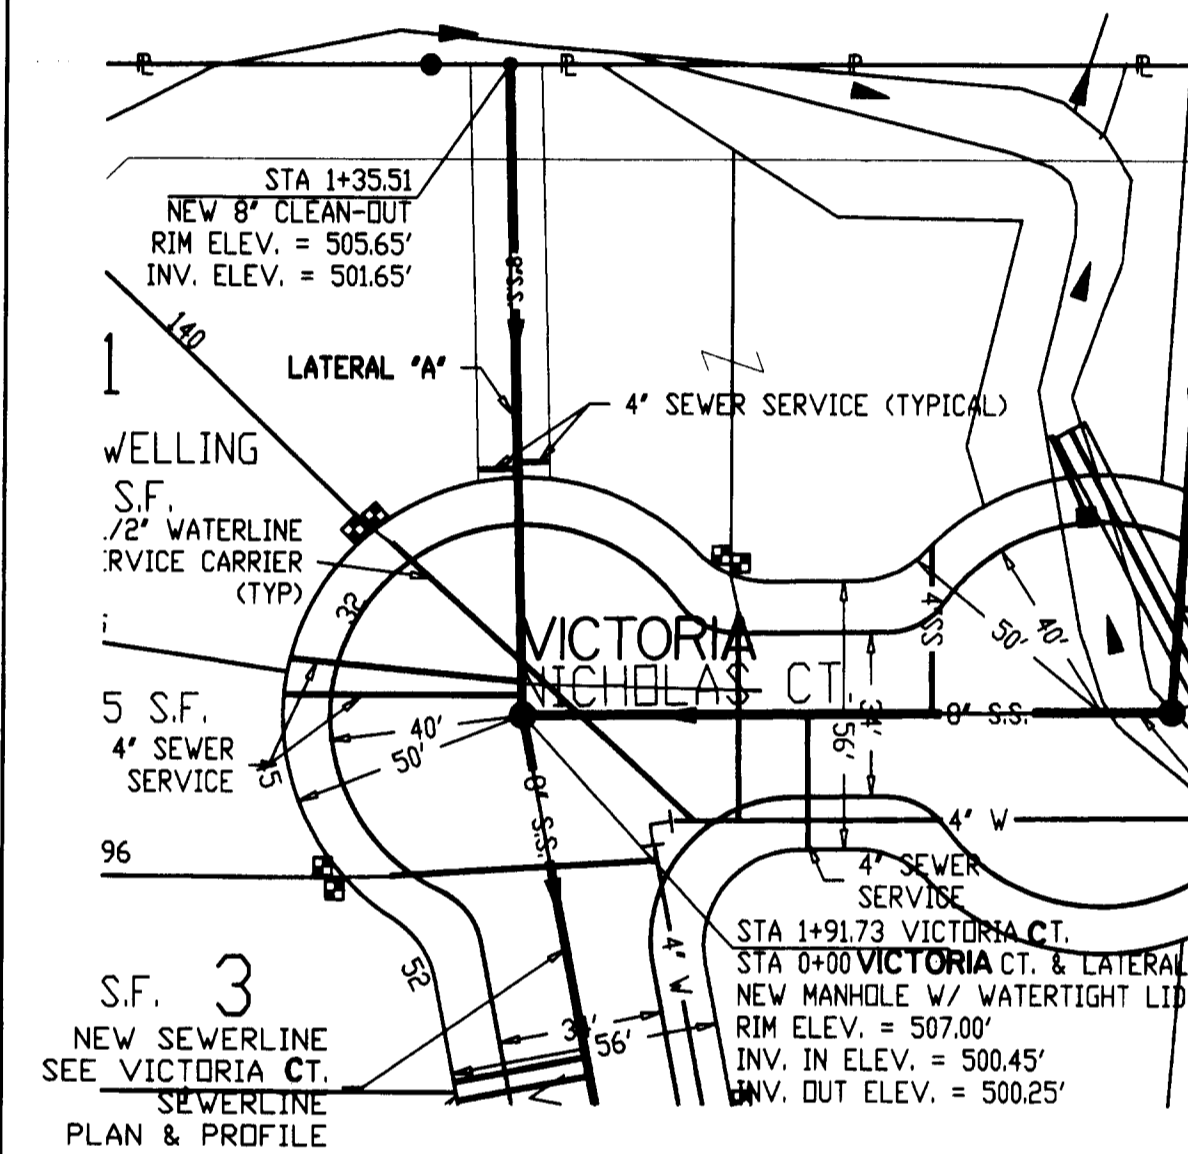 PL PL PL PL
STA 1+35.51
NEW 8" CLEAN-OUT
RIM ELEV. = 505.65'
INV. ELEV. = 501.65'
8" S.S.
140
1
LATERAL "A"
4" SEWER SERVICE (TYPICAL)
WELLING
S.F.
/2" WATERLINE
RVICE CARRIER
(TYP)
32
VICTORIA
NICHOLAS CT.
4" SS
50'
40'
5 S.F.
4" SEWER
SERVICE
40'
50'
8" S.S.
34'
56'
8" S.S.
4" W
96
4" SEWER
SERVICE
STA 1+91.73 VICTORIA CT.
STA 0+00 VICTORIA CT. & LATERAL
NEW MANHOLE W/ WATERTIGHT LID
RIM ELEV. = 507.00'
INV. IN ELEV. = 500.45'
INV. OUT ELEV. = 500.25'
4" W
52
S.F. 3
34'
56'
NEW SEWERLINE
SEE VICTORIA CT.
SEWERLINE
PLAN & PROFILE